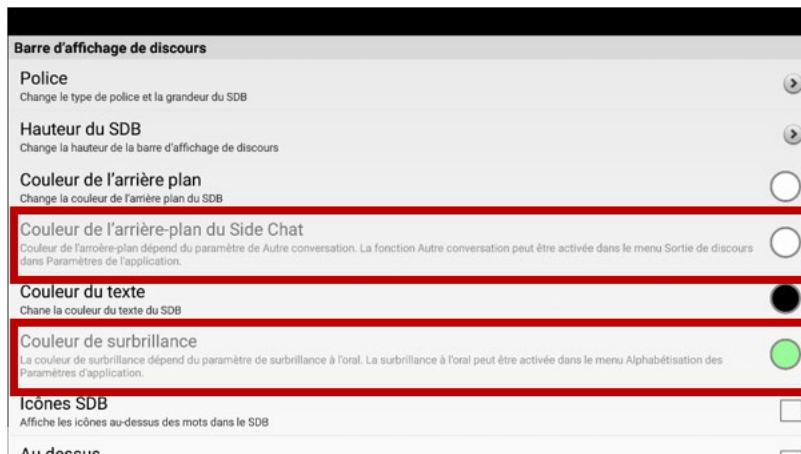 Barre d'affichage de discours
Police
Change le type de police et la grandeur du SDB
Hauteur du SDB
Change la hauteur de la barre d'affichage de discours
Couleur de l'arrière plan
Change la couleur de l'arrière plan du SDB
Couleur de l'arrière-plan du Side Chat
Couleur de l'arrroère-plan dépend du paramètre de Autre conversation. La fonction Autre conversation peut être activée dans le menu Sortie de discours
dans Paramètres de l'application.
Couleur du texte
Chane la couleur du texte du SDB
Couleur de surbrillance
La couleur de surbrillance dépend du paramètre de surbrillance à l'oral. La surbrillance à l'oral peut être activée dans le menu Alphabétisation des
Paramètres d'application.
Icônes SDB
Affiche les icônes au-dessus des mots dans le SDB
Au dessus